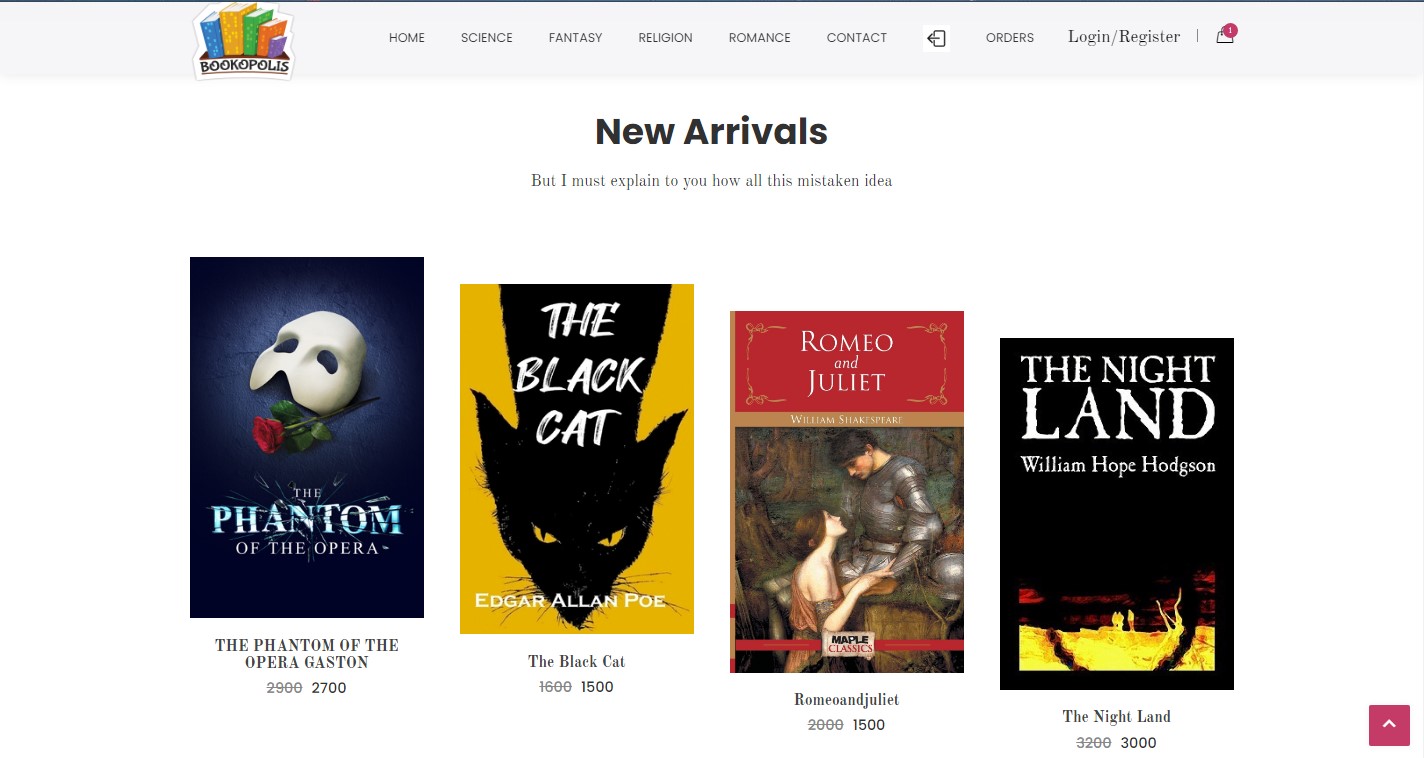 BOOKOPOLIS
HOME SCIENCE FANTASY RELIGION ROMANCE CONTACT ORDERS Login/Register 1
New Arrivals
But I must explain to you how all this mistaken idea
THE
PHANTOM
OF THE OPERA
THE PHANTOM OF THE
OPERA GASTON
2900 2700
THE
BLACK
CAT
EDGAR ALLAN POE
The Black Cat
1600 1500
ROMEO
and
JULIET
WILLIAM SHAKESPEARE
MAPLE
CLASSICS
Romeoandjuliet
2000 1500
THE NIGHT
LAND
William Hope Hodgson
The Night Land
3200 3000